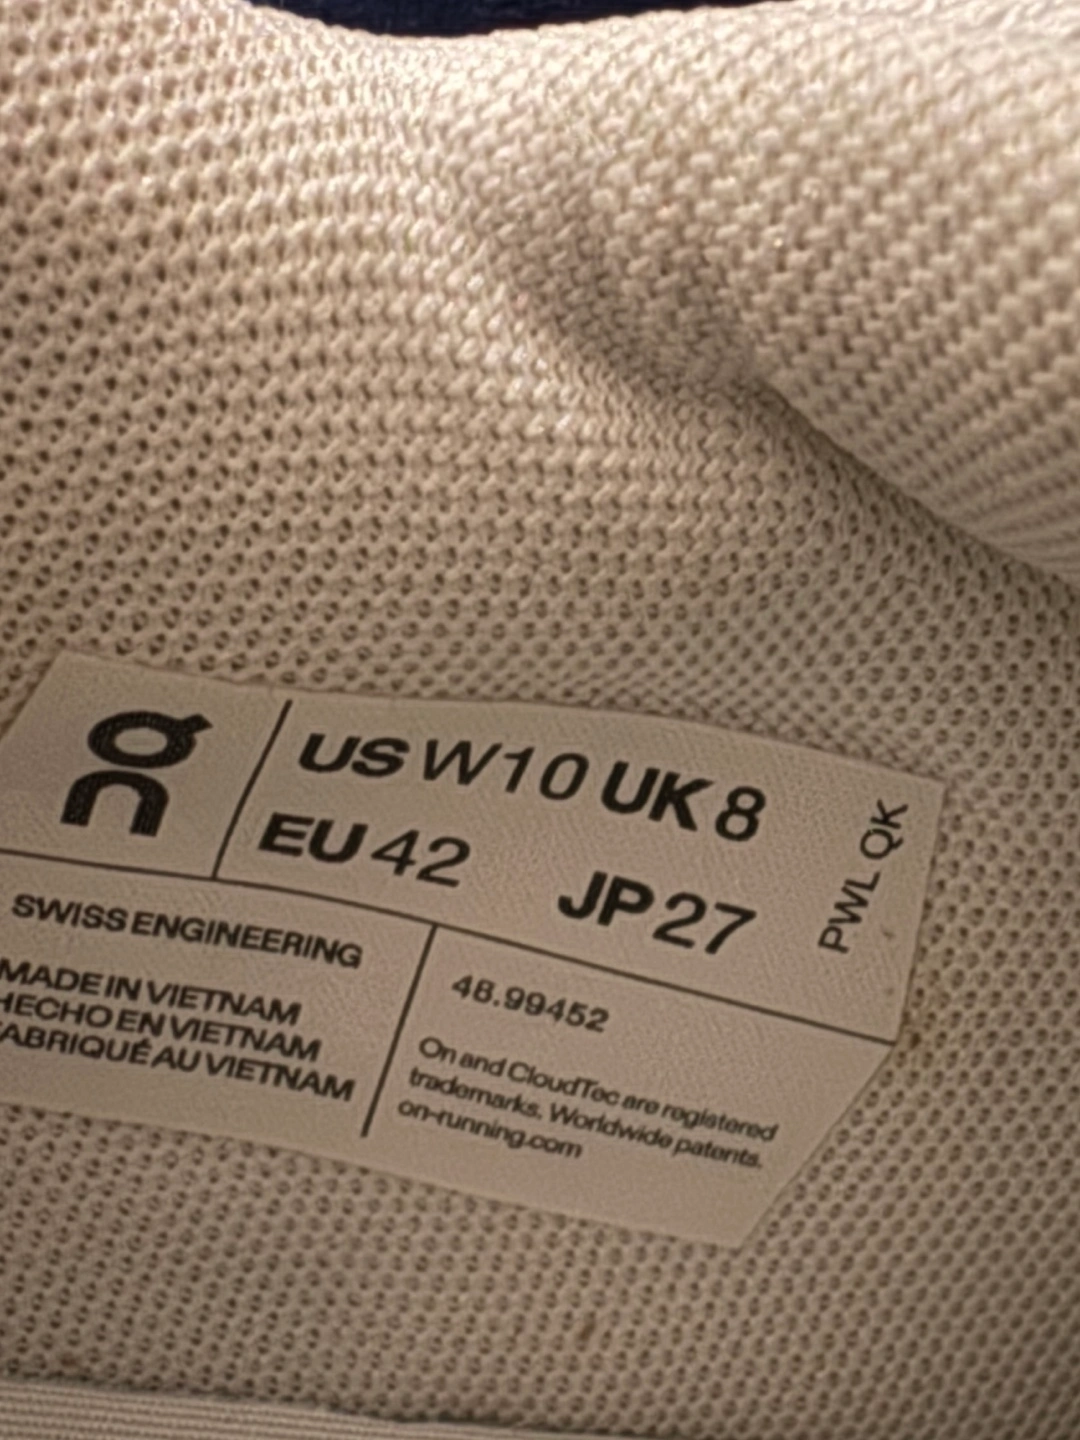 On
US W10 UK 8
EU 42 JP 27
PWL QK
SWISS ENGINEERING
MADE IN VIETNAM
HECHO EN VIETNAM
FABRIQUÉ AU VIETNAM
48.99452
On and CloudTec are registered
trademarks. Worldwide patents.
on-running.com